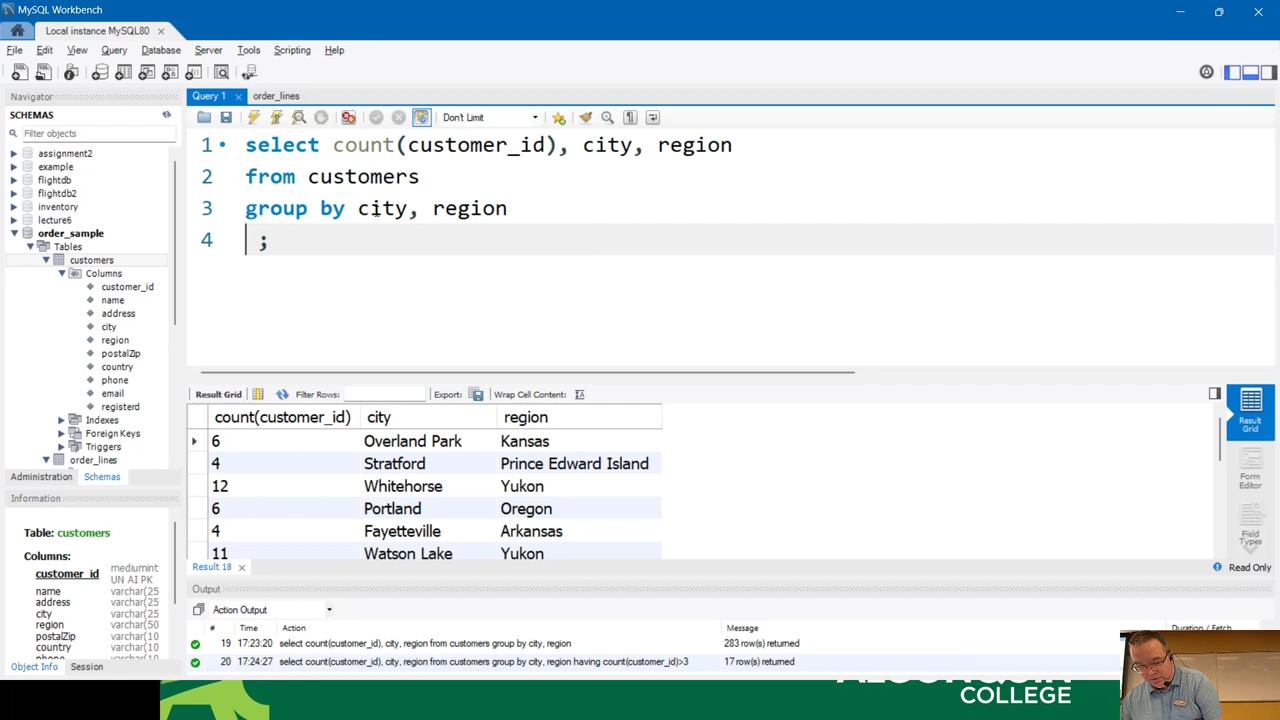 MySQL Workbench
Local instance MySQL80
File Edit View Query Database Server Tools Scripting Help
Navigator
SCHEMAS
Filter objects
assignment2
example
flightdb
flightdb2
inventory
lecture6
order_sample
Tables
customers
Columns
customer_id
name
address
city
region
postalZip
country
phone
email
registerd
Indexes
Foreign Keys
Triggers
order_lines
Administration Schemas
Information
Table: customers
Columns:
customer_id mediumint
UN AI PK
name varchar(25
address varchar(25
city varchar(25
region varchar(50
postalZip varchar(10
country varchar(10
Object Info Session
Query 1 order_lines
Don't Limit
1 select count(customer_id), city, region
2 from customers
3 group by city, region
4 ;
Result Grid Filter Rows: Export: Wrap Cell Content:
count(customer_id) city region
6 Overland Park Kansas
4 Stratford Prince Edward Island
12 Whitehorse Yukon
6 Portland Oregon
4 Fayetteville Arkansas
11 Watson Lake Yukon
Result Grid
Form Editor
Field Types
Result 18
Read Only
Output
Action Output
# Time Action Message Duration / Fetch
19 17:23:20 select count(customer_id), city, region from customers group by city, region 283 row(s) returned
20 17:24:27 select count(customer_id), city, region from customers group by city, region having count(customer_id)>3 17 row(s) returned
COLLEGE